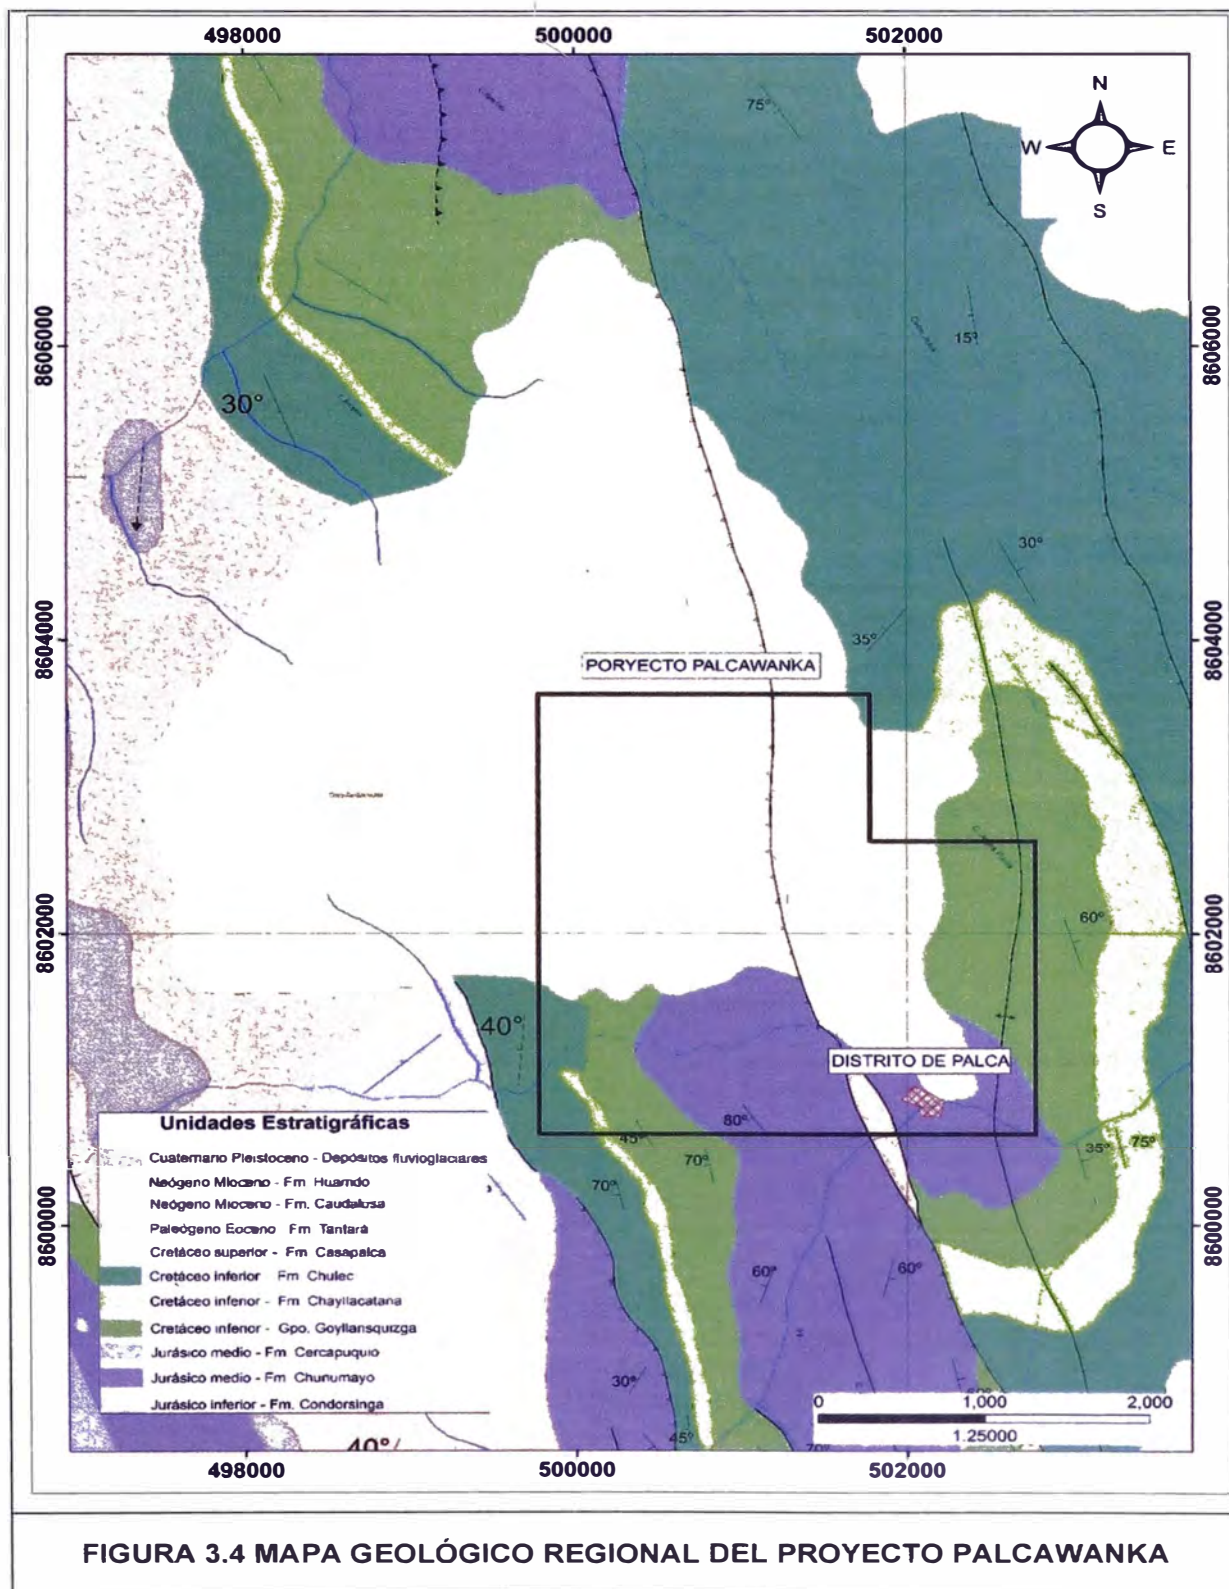 498000
500000
502000
N
W
E
S
75°
8606000
8606000
15°
30°
30°
8604000
8604000
35°
PORYECTO PALCAWANKA
8602000
8602000
60°
40°
DISTRITO DE PALCA
80°
45°
70°
35°
75°
70°
Unidades Estratigráficas
Cuaternario Pleistoceno - Depósitos fluvioglaciares
Neógeno Mioceno - Fm Huarndo
Neógeno Mioceno - Fm. Caudalosa
Paleógeno Eoceno Fm Tantará
Cretáceo superior - Fm Casapalca
Cretáceo inferior Fm Chulec
Cretáceo inferior - Fm Chayllacatana
Cretáceo inferior - Gpo. Goyllansquizga
Jurásico medio - Fm Cercapuquio
Jurásico medio - Fm Chunumayo
Jurásico inferior - Fm. Condorsinga
8600000
8600000
60°
60°
30°
0
1,000
2,000
1:25000
45°
70°
40°
498000
500000
502000
FIGURA 3.4 MAPA GEOLÓGICO REGIONAL DEL PROYECTO PALCAWANKA